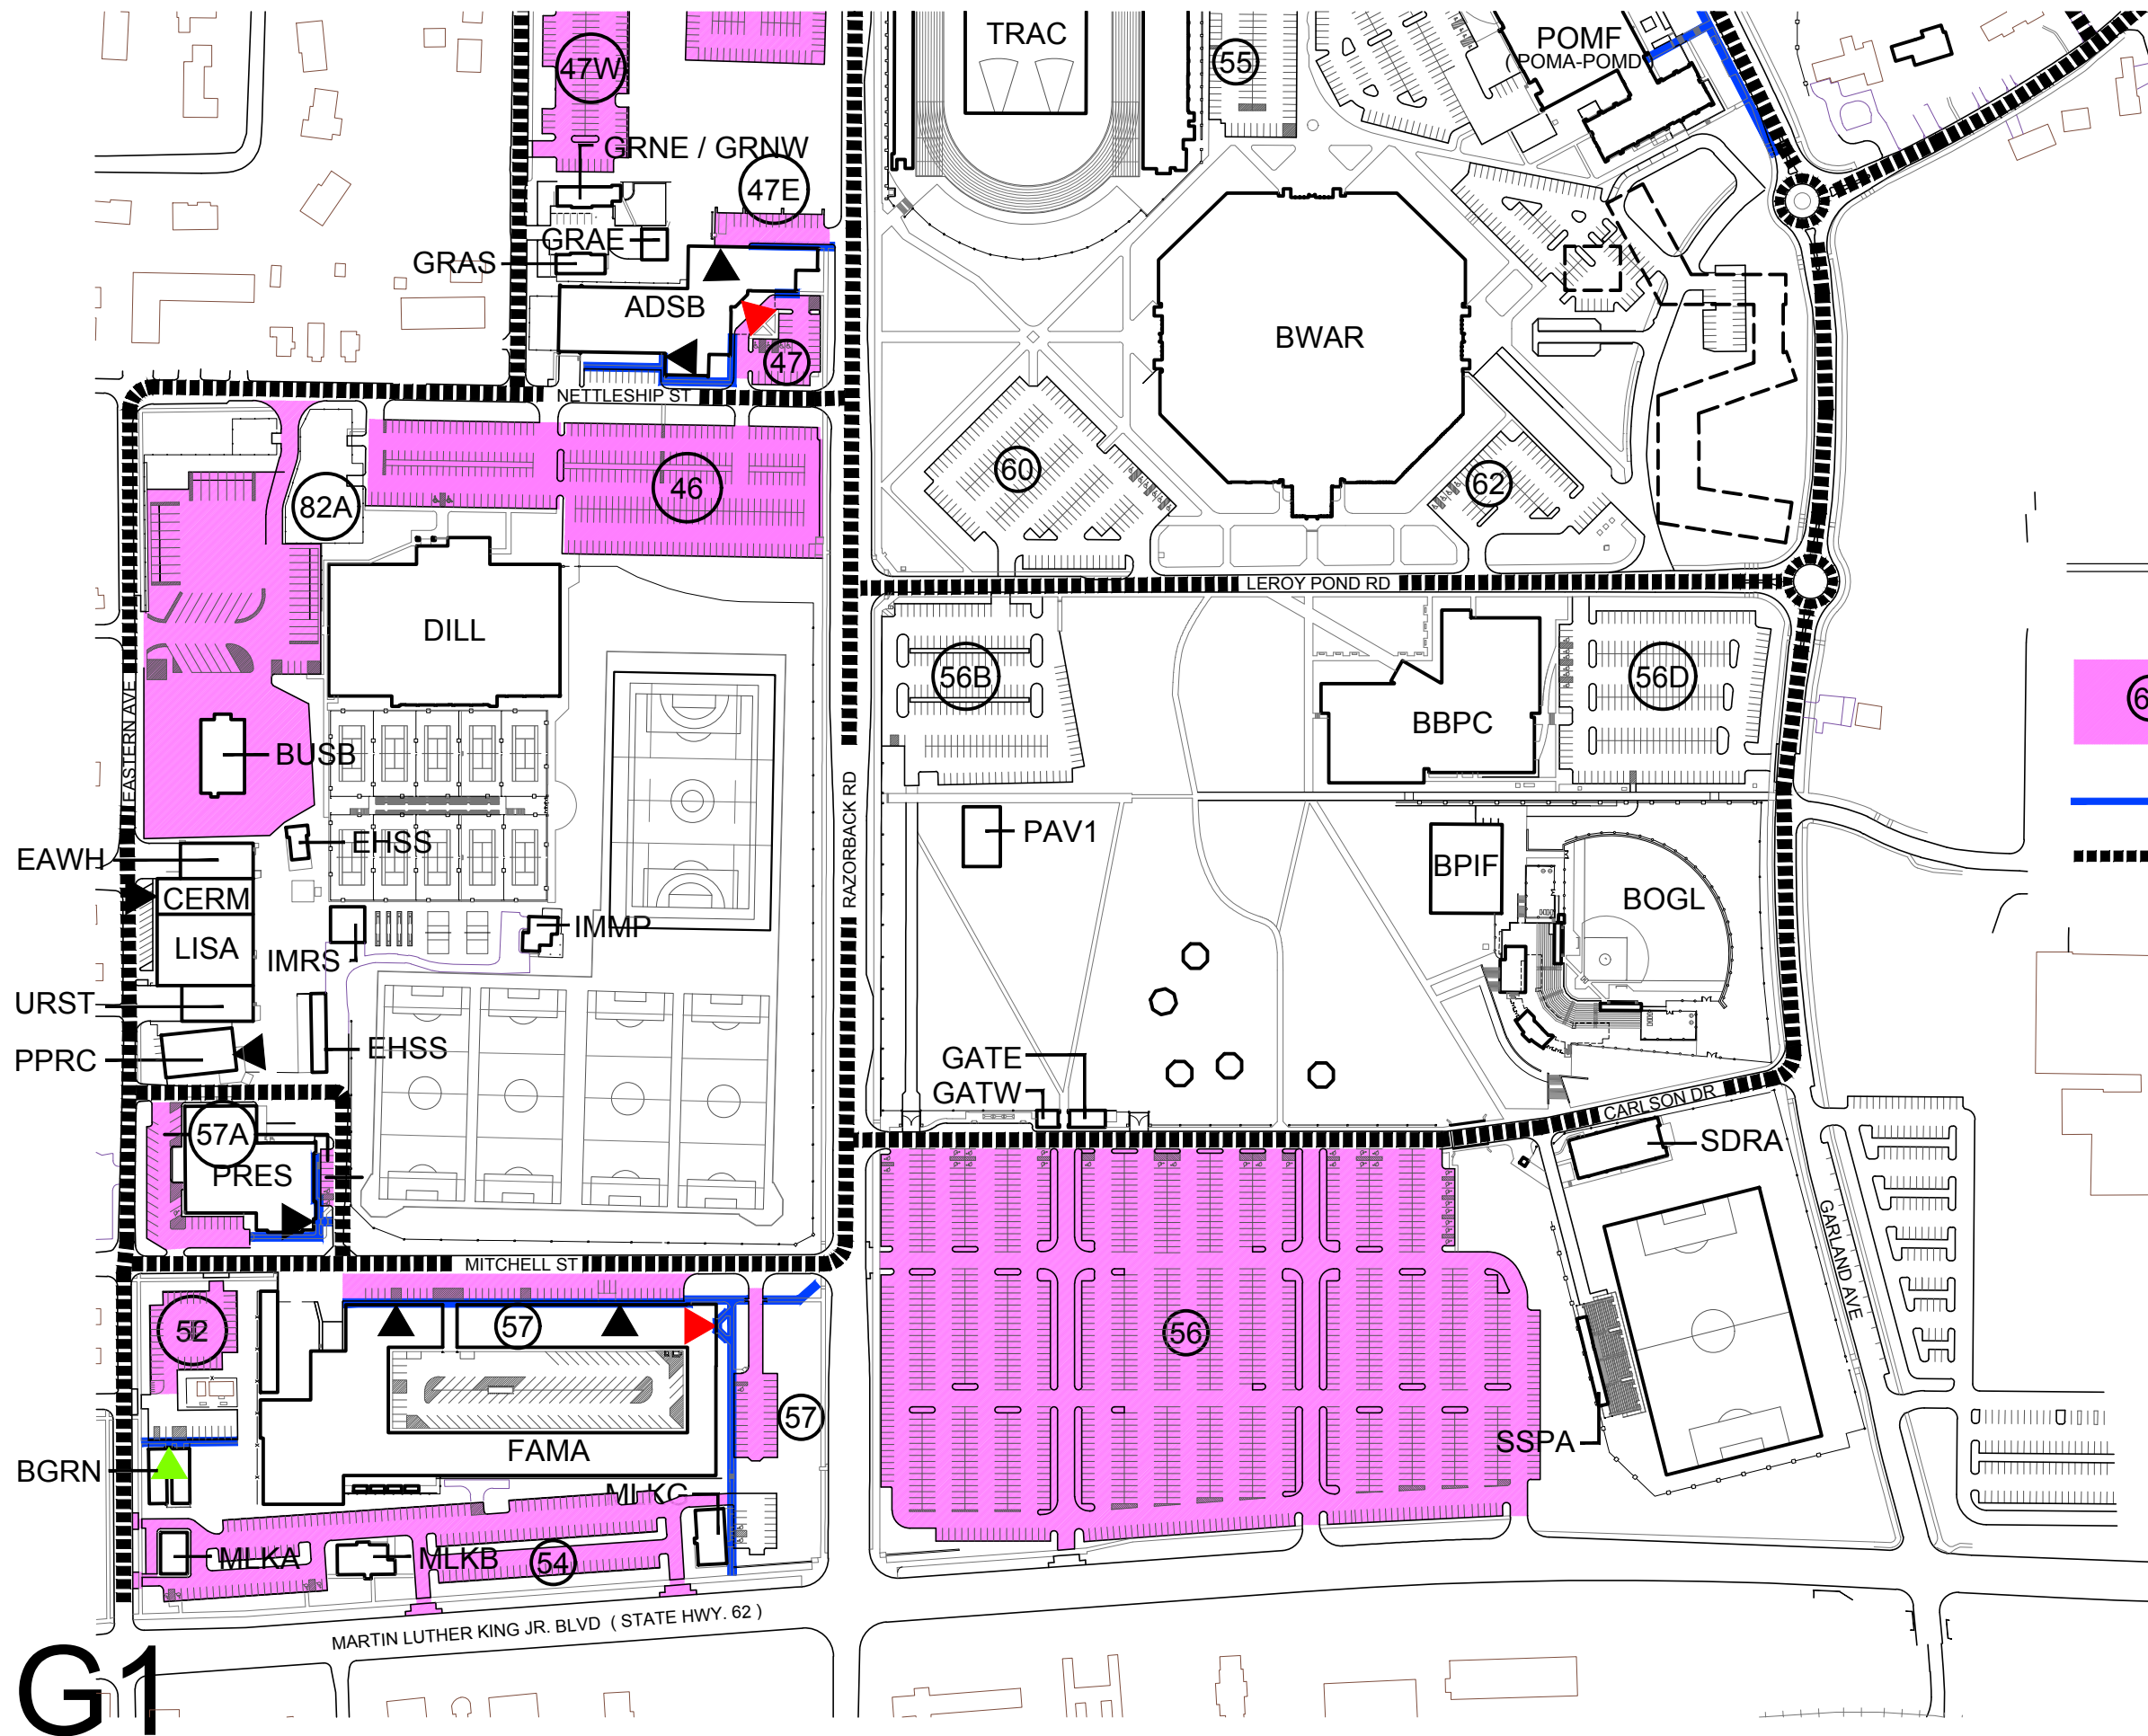 TRAC
POMF
( POMA-POMD
47W
55
GRNE / GRNW
47E
GRAE
GRAS
ADSB
BWAR
47
NETTLESHIP ST
60
62
46
82A
LEROY POND RD
DILL
56B
56D
BBPC
EASTERN AVE
BUSB
RAZORBACK RD
PAV1
EHSS
EAWH
BPIF
CERM
BOGL
LISA
IMMP
IMRS
URST
EHSS
PPRC
GATE
GATW
CARLSON DR
57A
SDRA
PRES
GARLAND AVE
MITCHELL ST
52
57
56
57
SSPA
FAMA
BGRN
MLKA
MLKB
54
MARTIN LUTHER KING JR. BLVD ( STATE HWY. 62 )
G1